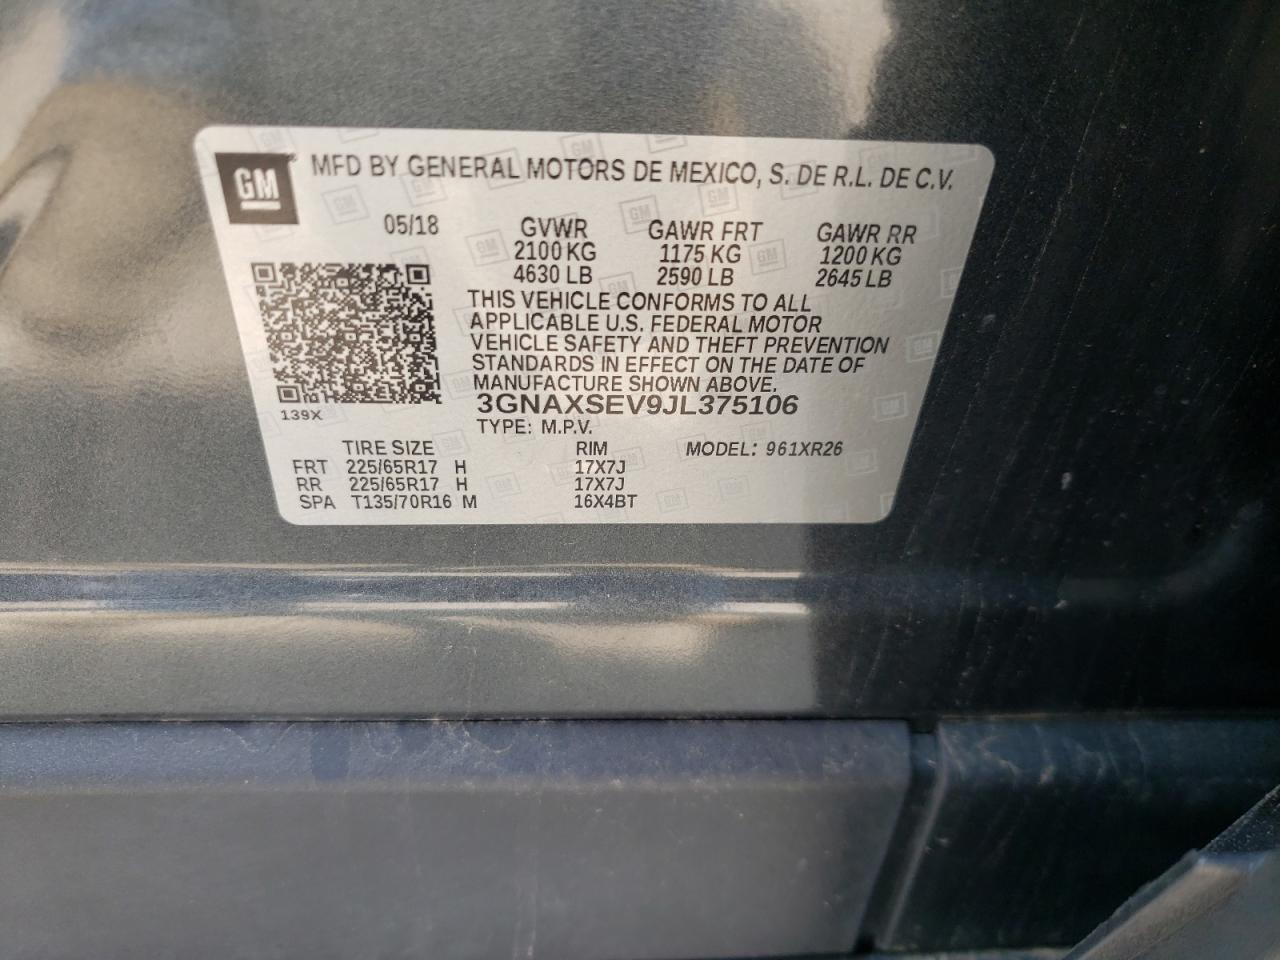 GM MFD BY GENERAL MOTORS DE MEXICO, S. DE R.L. DE C.V.
05/18 GVWR GAWR FRT GAWR RR
2100 KG 1175 KG 1200 KG
4630 LB 2590 LB 2645 LB
THIS VEHICLE CONFORMS TO ALL
APPLICABLE U.S. FEDERAL MOTOR
VEHICLE SAFETY AND THEFT PREVENTION
STANDARDS IN EFFECT ON THE DATE OF
MANUFACTURE SHOWN ABOVE.
139X 3GNAXSEV9JL375106
TYPE: M.P.V.
TIRE SIZE RIM MODEL: 961XR26
FRT 225/65R17 H 17X7J
RR 225/65R17 H 17X7J
SPA T135/70R16 M 16X4BT